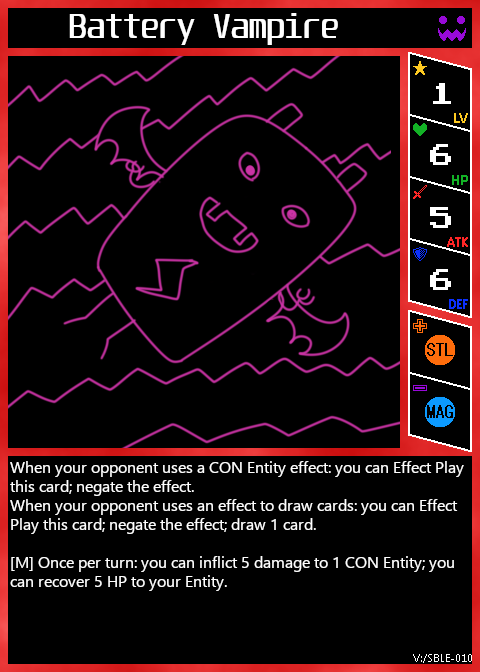 Battery Vampire
1
LV
6
HP
5
ATK
6
DEF
STL
MAG
When your opponent uses a CON Entity effect: you can Effect Play
this card; negate the effect.
When your opponent uses an effect to draw cards: you can Effect
Play this card; negate the effect; draw 1 card.
[M] Once per turn: you can inflict 5 damage to 1 CON Entity; you
can recover 5 HP to your Entity.
V:/SBLE-010